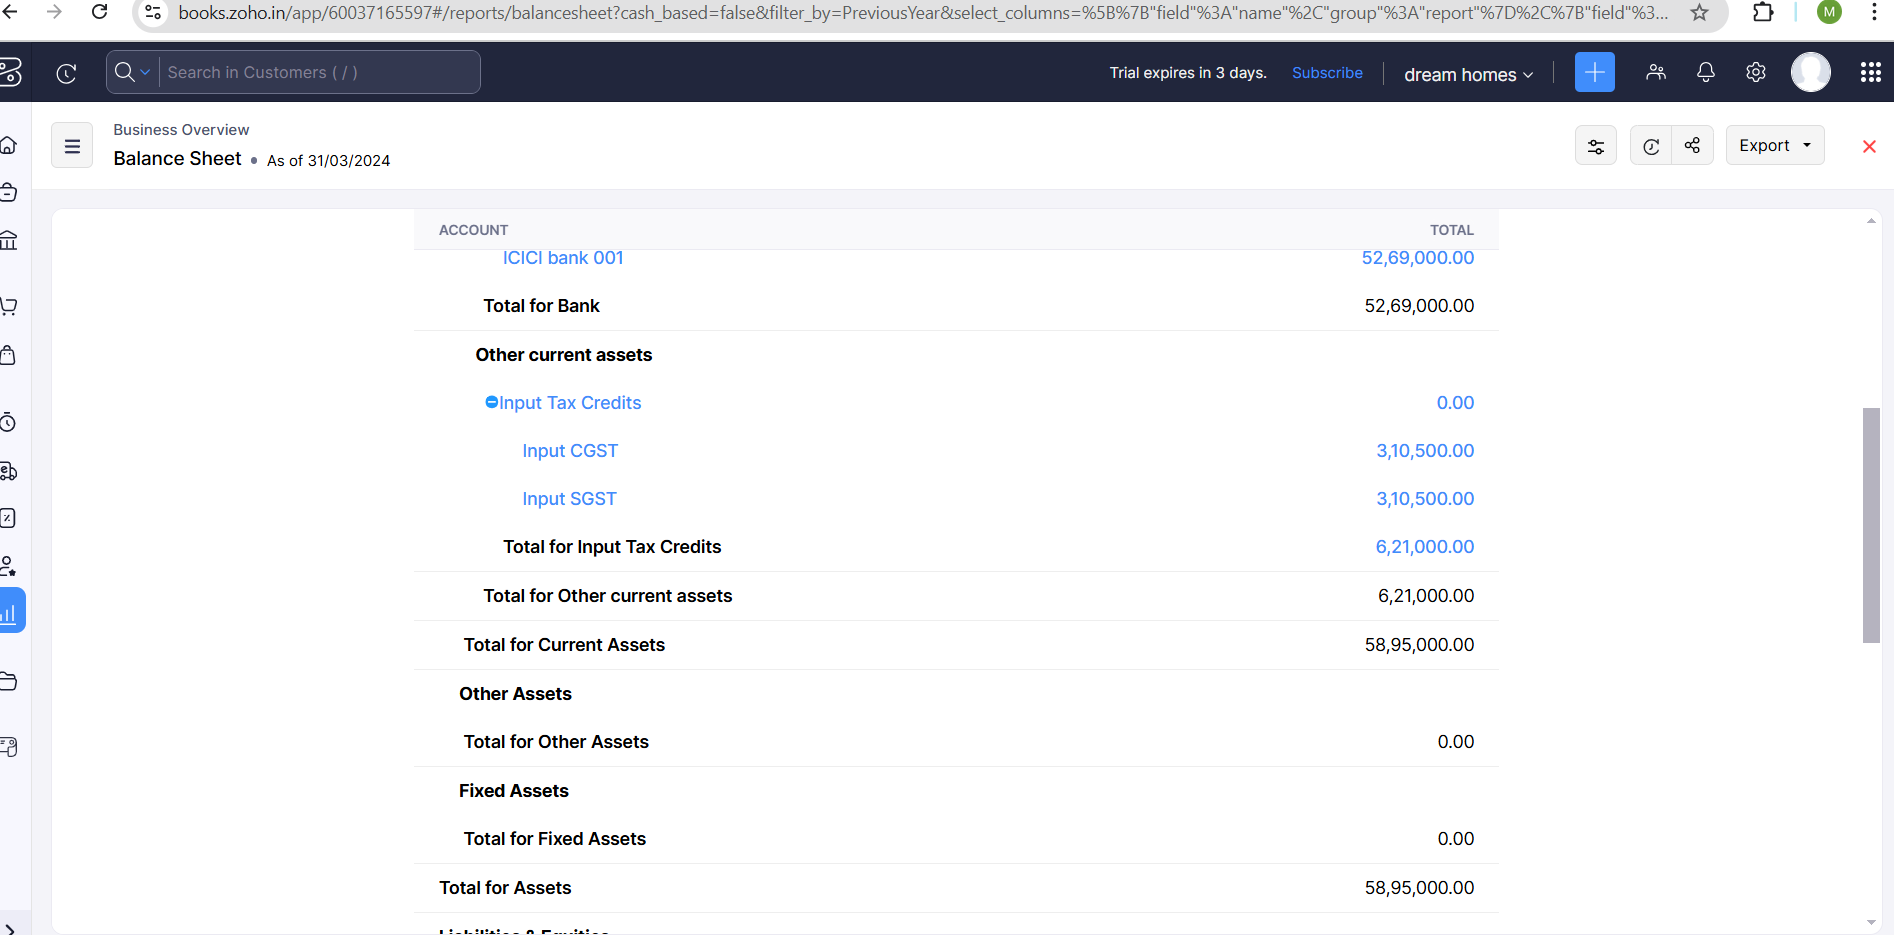 books.zoho.in/app/60037165597#/reports/balancesheet?cash_based=false&filter_by=PreviousYear&select_columns=%5B%7B"field"%3A"name"%2C"group"%3A"report"%7D%2C%7B"field"%3...
M
Search in Customers ( / )
Trial expires in 3 days.
Subscribe
dream homes
Business Overview
Balance Sheet • As of 31/03/2024
Export
ACCOUNT TOTAL
ICICI bank 001 52,69,000.00
Total for Bank 52,69,000.00
Other current assets
Input Tax Credits 0.00
Input CGST 3,10,500.00
Input SGST 3,10,500.00
Total for Input Tax Credits 6,21,000.00
Total for Other current assets 6,21,000.00
Total for Current Assets 58,95,000.00
Other Assets
Total for Other Assets 0.00
Fixed Assets
Total for Fixed Assets 0.00
Total for Assets 58,95,000.00
Liabilities & Equities